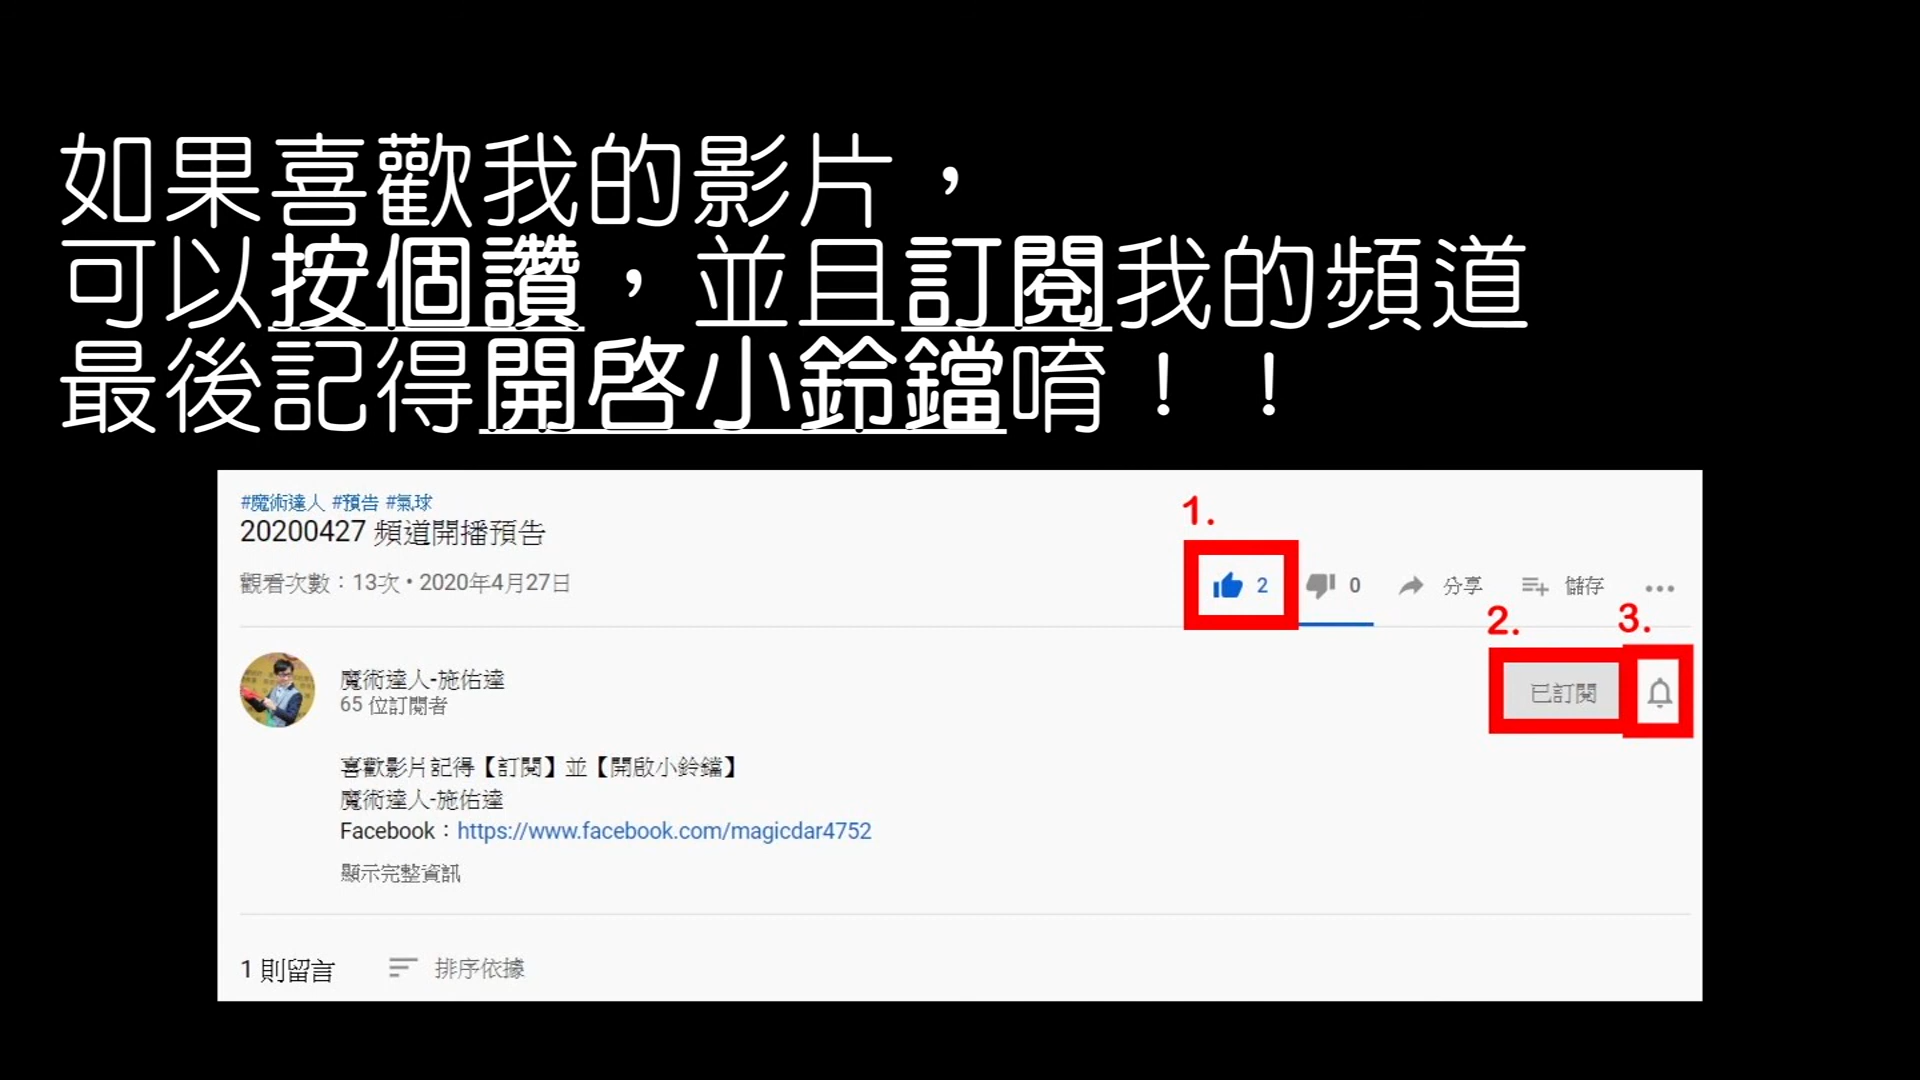 如果喜歡我的影片，
可以按個讚，並且訂閱我的頻道
最後記得開啓小鈴鐺唷！！
#魔術達人 #預告 #氣球
20200427 頻道開播預告
觀看次數：13次 • 2020年4月27日
1.
2
0
分享
儲存
2.
3.
魔術達人-施佑達
65 位訂閱者
已訂閱
喜歡影片記得【訂閱】並【開啟小鈴鐺】
魔術達人-施佑達
Facebook：https://www.facebook.com/magicdar4752
顯示完整資訊
1 則留言
排序依據